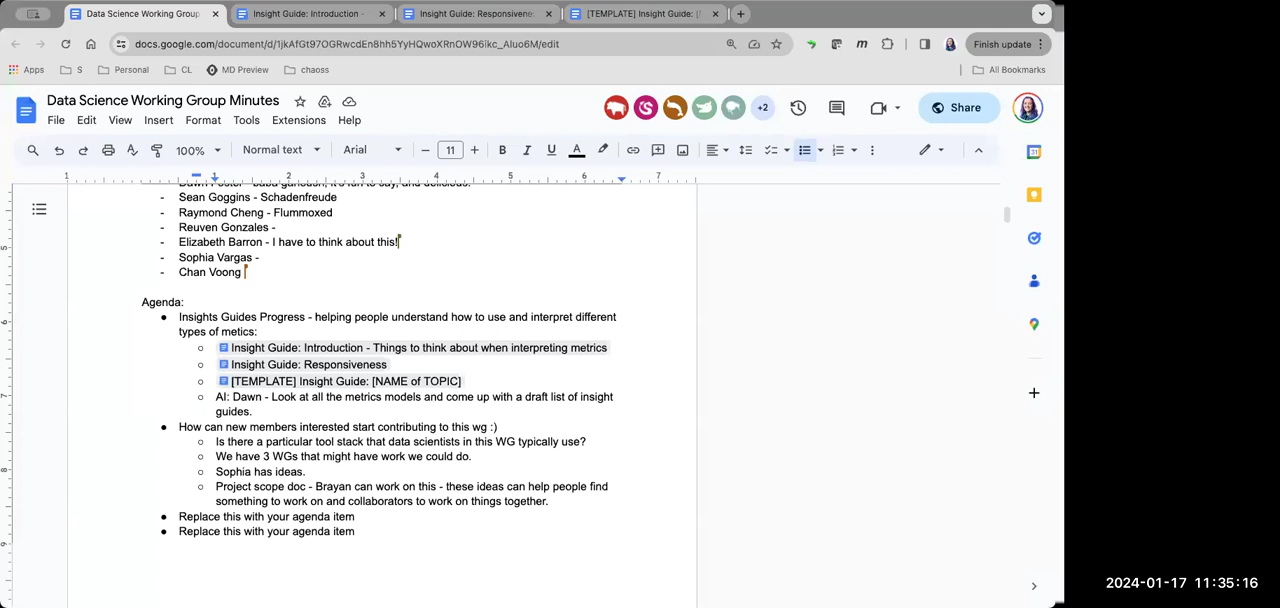 Data Science Working Group
Insight Guide: Introduction -
Insight Guide: Responsivene
[TEMPLATE] Insight Guide: [
docs.google.com/document/d/1jkAfGt97OGRwcdEn8hh5YyHQwoXRnOW96ikc_Aluo6M/edit
Finish update
Apps
S
Personal
CL
MD Preview
chaoss
All Bookmarks
Data Science Working Group Minutes
+2
Share
File Edit View Insert Format Tools Extensions Help
100% Normal text Arial 11 B I U A
1 1 2 3 4 5 6 7
- Sean Goggins - Schadenfreude
- Raymond Cheng - Flummoxed
- Reuven Gonzales -
- Elizabeth Barron - I have to think about this!
- Sophia Vargas -
- Chan Voong
Agenda:
● Insights Guides Progress - helping people understand how to use and interpret different
types of metics:
○ Insight Guide: Introduction - Things to think about when interpreting metrics
○ Insight Guide: Responsiveness
○ [TEMPLATE] Insight Guide: [NAME of TOPIC]
○ AI: Dawn - Look at all the metrics models and come up with a draft list of insight
guides.
● How can new members interested start contributing to this wg :)
○ Is there a particular tool stack that data scientists in this WG typically use?
○ We have 3 WGs that might have work we could do.
○ Sophia has ideas.
○ Project scope doc - Brayan can work on this - these ideas can help people find
something to work on and collaborators to work on things together.
● Replace this with your agenda item
● Replace this with your agenda item
2024-01-17 11:35:16